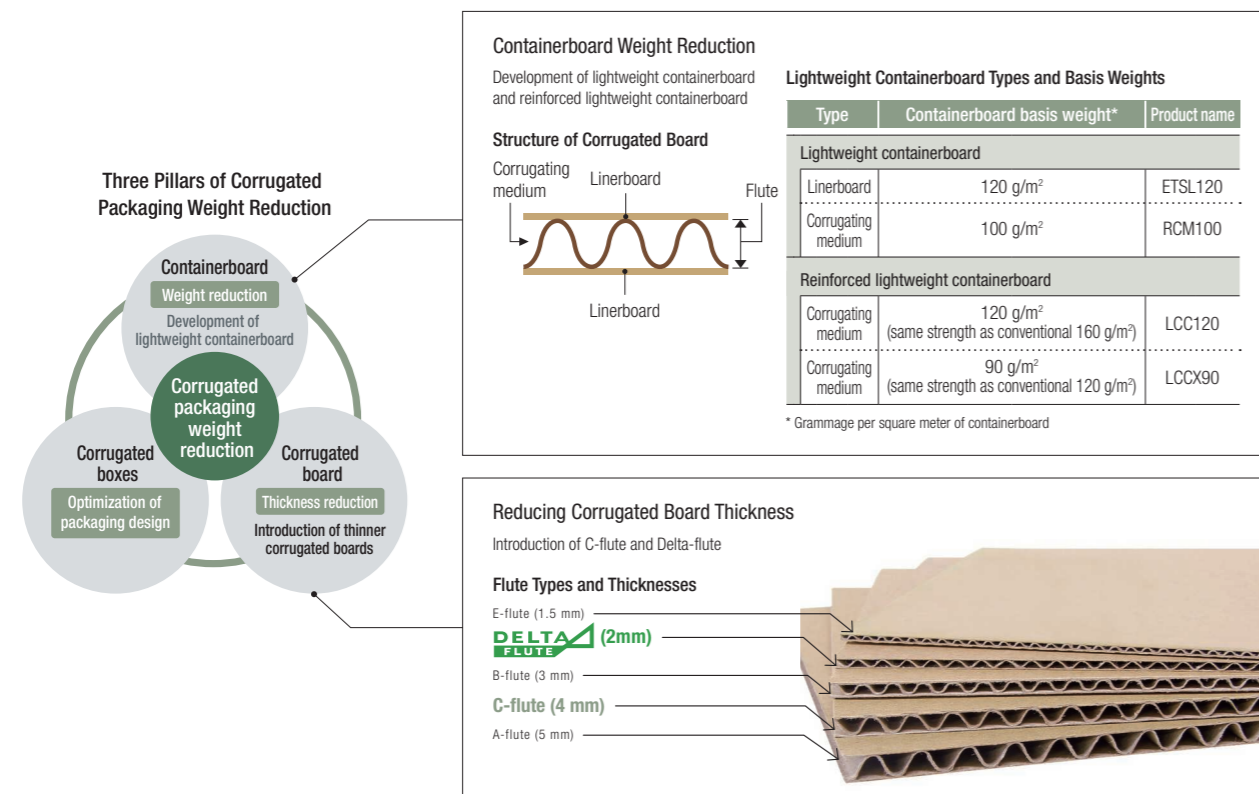 Three Pillars of Corrugated
Packaging Weight Reduction
Containerboard
Weight reduction
Development of
lightweight containerboard
Corrugated
packaging
weight
reduction
Corrugated
boxes
Optimization of
packaging design
Corrugated
board
Thickness reduction
Introduction of thinner
corrugated boards
Containerboard Weight Reduction
Development of lightweight containerboard
and reinforced lightweight containerboard
Structure of Corrugated Board
Corrugating
medium
Linerboard
Flute
Linerboard
Lightweight Containerboard Types and Basis Weights
Type Containerboard basis weight* Product name
Lightweight containerboard
Linerboard 120 g/m² ETSL120
Corrugating
medium 100 g/m² RCM100
Reinforced lightweight containerboard
Corrugating
medium
120 g/m²
(same strength as conventional 160 g/m²)
LCC120
Corrugating
medium
90 g/m²
(same strength as conventional 120 g/m²)
LCCX90
* Grammage per square meter of containerboard
Reducing Corrugated Board Thickness
Introduction of C-flute and Delta-flute
Flute Types and Thicknesses
E-flute (1.5 mm)
DELTA
FLUTE
(2mm)
B-flute (3 mm)
C-flute (4 mm)
A-flute (5 mm)